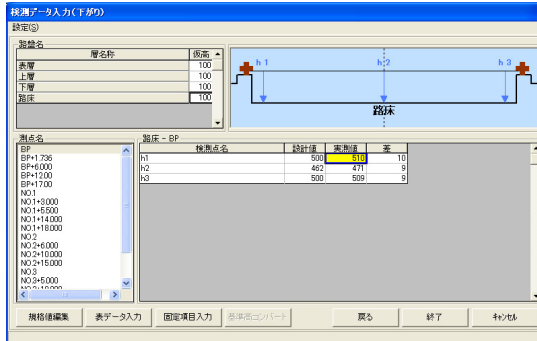 検測データ入力(下がり)
設定(S)
路盤名
層名称 仮高
表層 100
上層 100
下層 100
路床 100
h 1 h 2 h 3
路床
測点名
BP
BP+1.736
BP+6.000
BP+12.00
BP+17.00
NO.1
NO.1+3.000
NO.1+5.500
NO.1+14.000
NO.1+18.000
NO.2
NO.2+6.000
NO.2+10.000
NO.2+15.000
NO.3
NO.3+5.000
路床 - BP
検測点名 設計値 実測値 差
h1 500 510 10
h2 462 471 9
h3 500 509 9
規格値編集 表データ入力 固定項目入力 基準高コンバート 戻る 終了 キャンセル